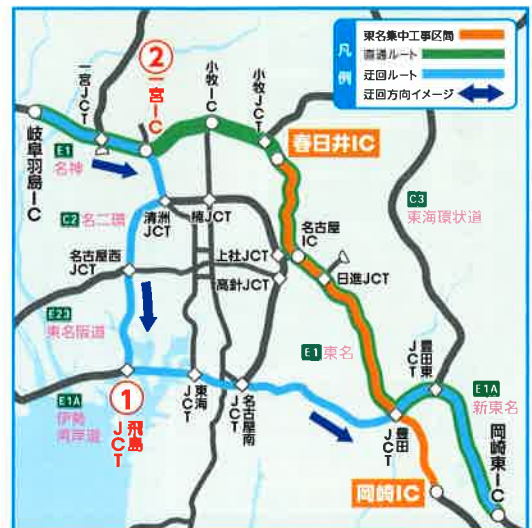 凡例
東名集中工事区間
直通ルート
迂回ルート
迂回方向イメージ
②
一宮IC
一宮JCT
小牧IC
小牧JCT
岐阜羽島IC
春日井IC
E1
名神
C2 名二環
清洲JCT
楠JCT
名古屋IC
C3
東海環状道
名古屋西JCT
上社JCT
高針JCT
日進JCT
E23
東名阪道
E1 東名
豊田東JCT
E1A
伊勢湾岸道
①
飛島JCT
東海JCT
名古屋南JCT
豊田JCT
E1A
新東名
岡崎東IC
岡崎IC